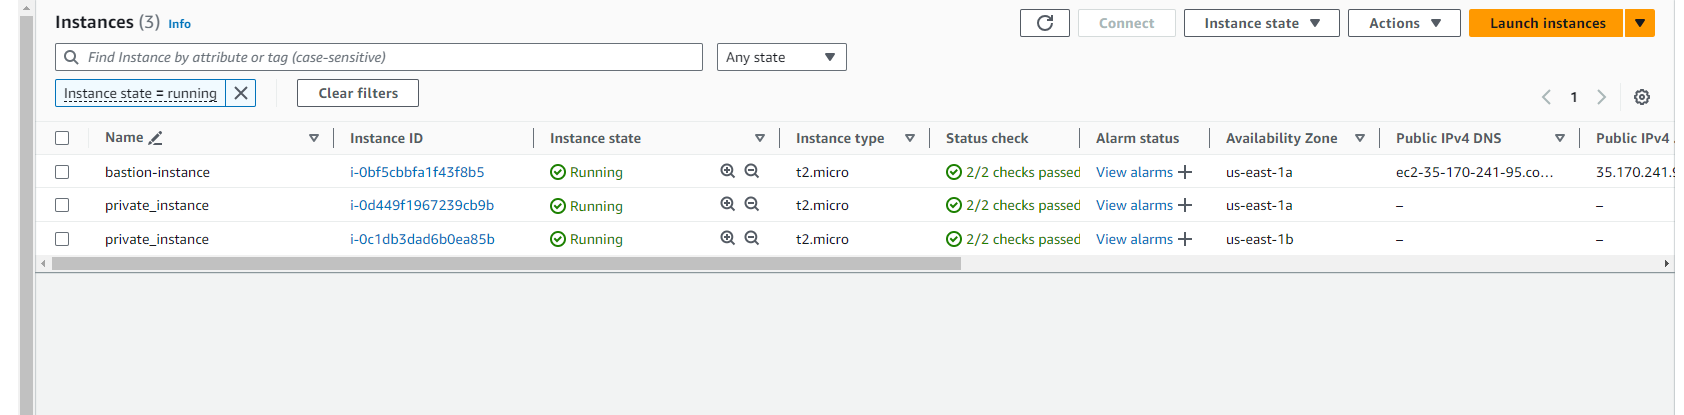 Instances (3) Info
Connect
Instance state
Actions
Launch instances
Find Instance by attribute or tag (case-sensitive)
Any state
Instance state = running
Clear filters
1
Name Instance ID Instance state Instance type Status check Alarm status Availability Zone Public IPv4 DNS Public IPv4
bastion-instance i-0bf5cbbfa1f43f8b5 Running t2.micro 2/2 checks passed View alarms + us-east-1a ec2-35-170-241-95.co... 35.170.241.9
private_instance i-0d449f1967239cb9b Running t2.micro 2/2 checks passed View alarms + us-east-1a – –
private_instance i-0c1db3dad6b0ea85b Running t2.micro 2/2 checks passed View alarms + us-east-1b – –